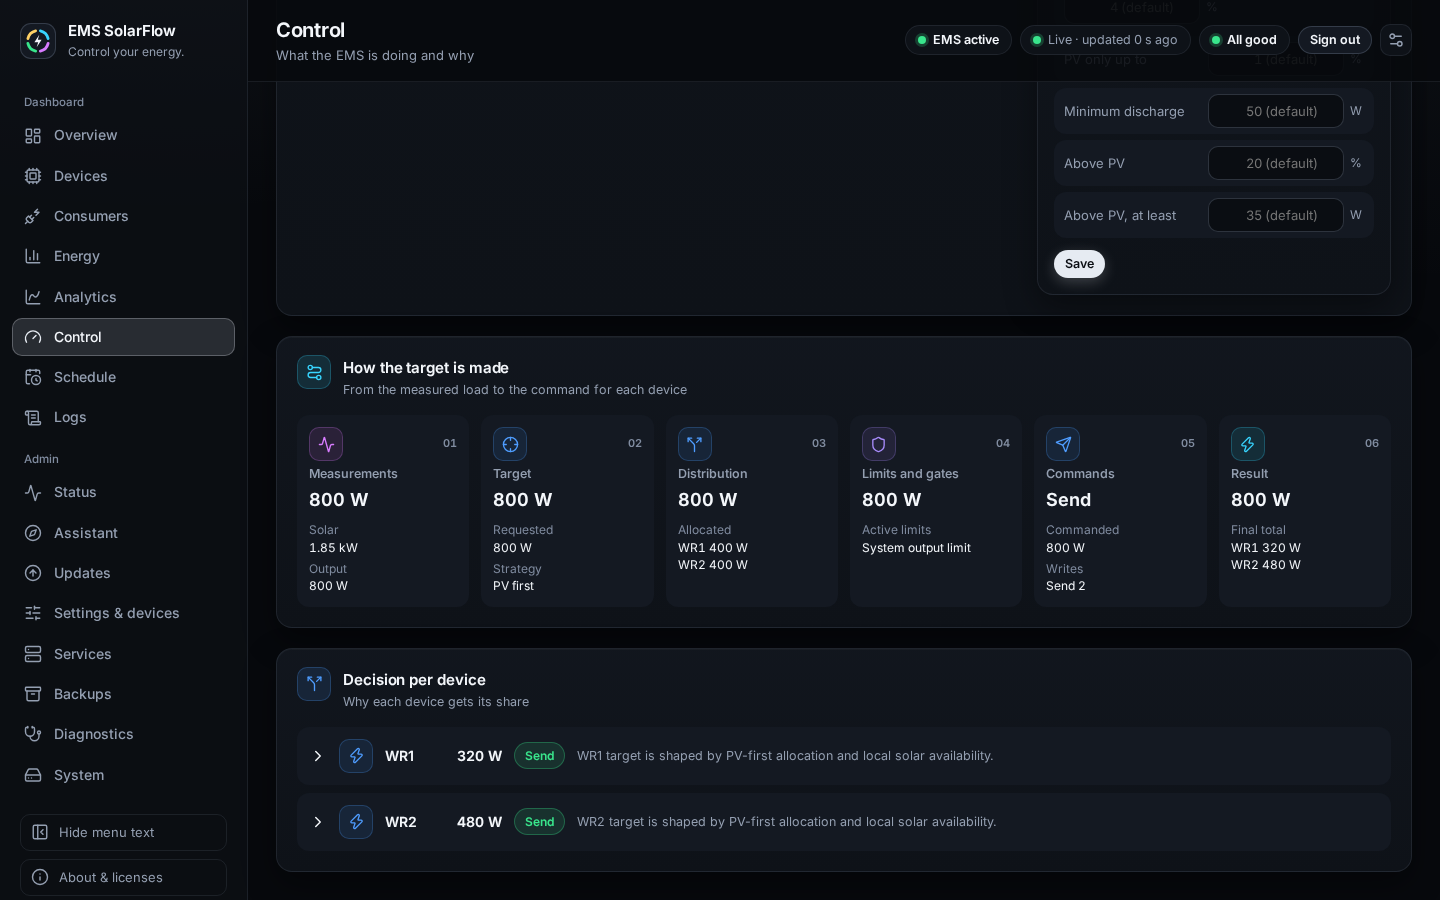 EMS SolarFlow
Control your energy.
Dashboard
Overview
Devices
Consumers
Energy
Analytics
Control
Schedule
Logs
Admin
Status
Assistant
Updates
Settings & devices
Services
Backups
Diagnostics
System
Hide menu text
About & licenses
Control
What the EMS is doing and why
EMS active
Live · updated 0 s ago
All good
Sign out
4 (default) %
PV only up to 1 (default) %
Minimum discharge 50 (default) W
Above PV 20 (default) %
Above PV, at least 35 (default) W
Save
How the target is made
From the measured load to the command for each device
01
Measurements
800 W
Solar
1.85 kW
Output
800 W
02
Target
800 W
Requested
800 W
Strategy
PV first
03
Distribution
800 W
Allocated
WR1 400 W
WR2 400 W
04
Limits and gates
800 W
Active limits
System output limit
05
Commands
Send
Commanded
800 W
Writes
Send 2
06
Result
800 W
Final total
WR1 320 W
WR2 480 W
Decision per device
Why each device gets its share
WR1 320 W Send WR1 target is shaped by PV-first allocation and local solar availability.
WR2 480 W Send WR2 target is shaped by PV-first allocation and local solar availability.